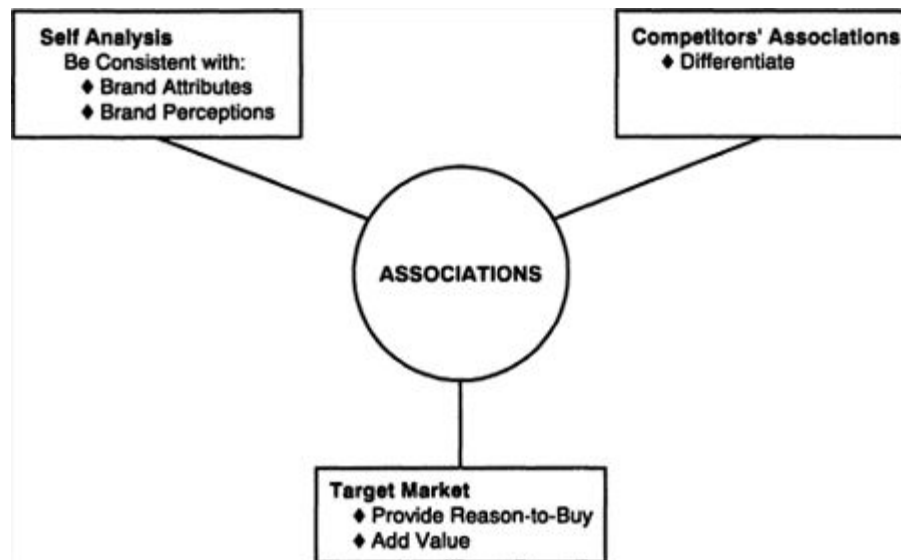 Self Analysis
Be Consistent with:
♦ Brand Attributes
♦ Brand Perceptions
Competitors' Associations
♦ Differentiate
ASSOCIATIONS
Target Market
♦ Provide Reason-to-Buy
♦ Add Value